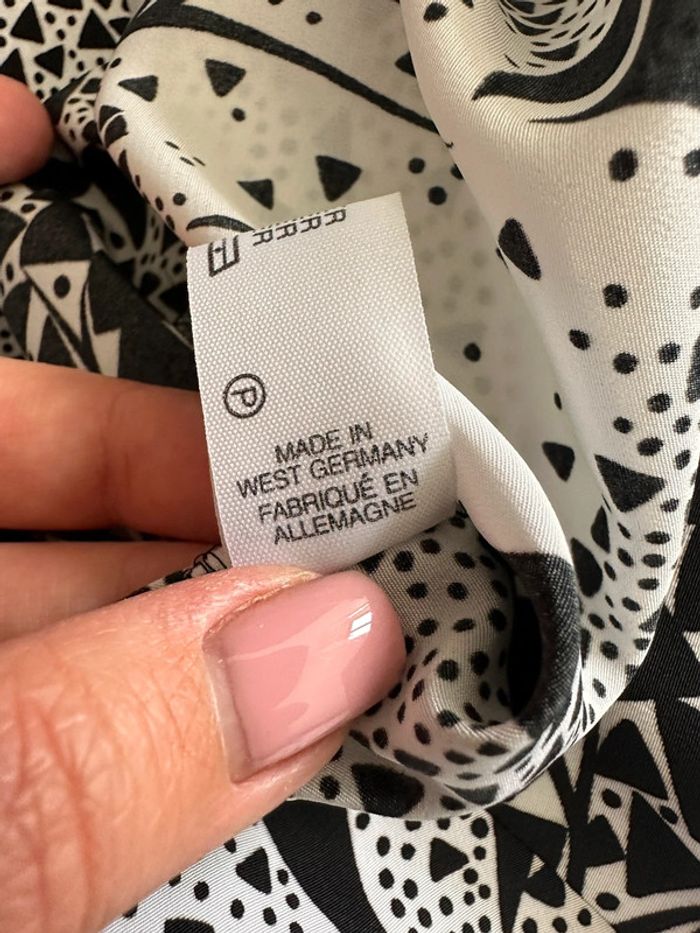 Ⓟ
MADE IN
WEST GERMANY
FABRIQUÉ EN
ALLEMAGNE